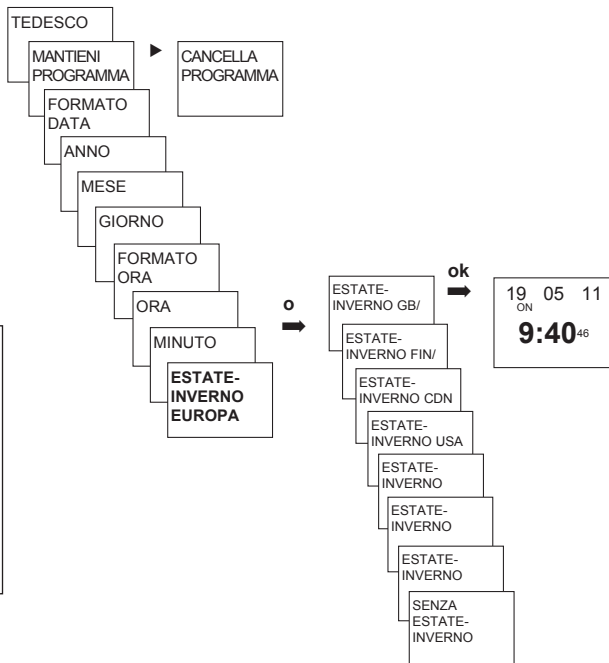 TEDESCO
MANTIENI
PROGRAMMA
CANCELLA
PROGRAMMA
FORMATO
DATA
ANNO
MESE
GIORNO
FORMATO
ORA
ORA
MINUTO
ESTATE-
INVERNO
EUROPA
o
ESTATE-
INVERNO GB/
ESTATE-
INVERNO FIN/
ESTATE-
INVERNO CDN
ESTATE-
INVERNO USA
ESTATE-
INVERNO
ESTATE-
INVERNO
ESTATE-
INVERNO
SENZA
ESTATE-
INVERNO
ok
19 05 11
ON
9:40 46